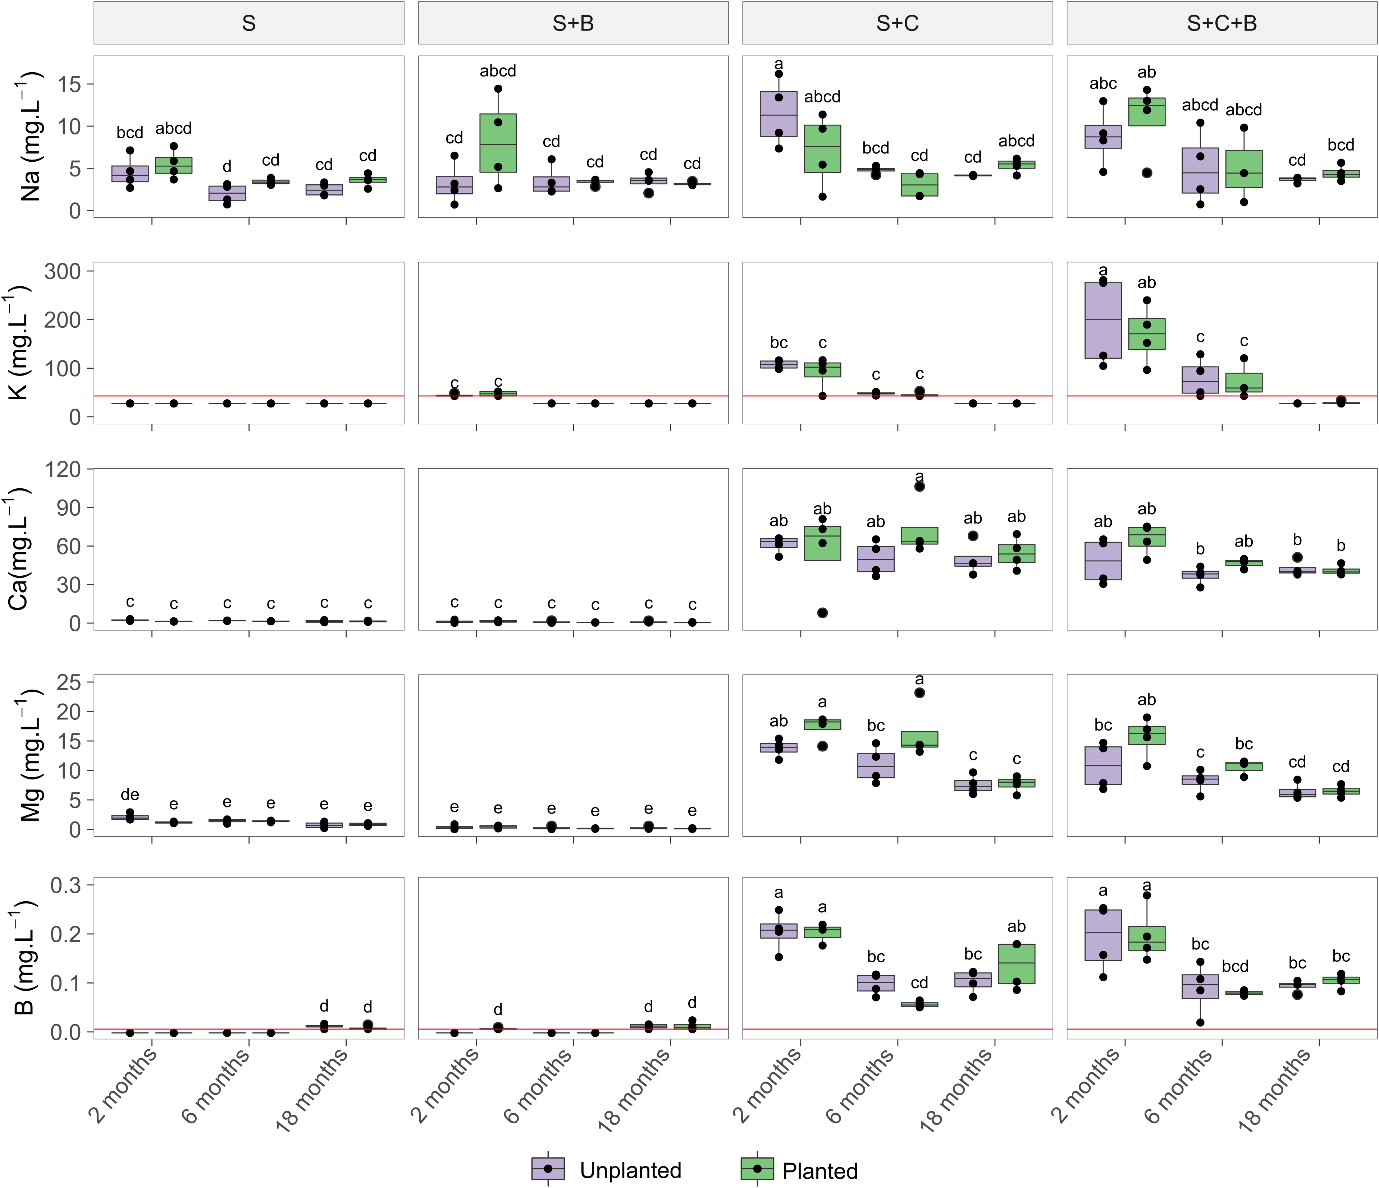 S S+B S+C S+C+B
Na (mg.L−1)
15
10
5
0
bcd abcd d cd cd cd
cd abcd cd cd cd cd
a abcd bcd cd cd abcd
abc ab abcd abcd cd bcd
K (mg.L−1)
300
200
100
0
c c
bc c c c
a ab c c
Ca(mg.L−1)
120
90
60
30
0
c c c c c c
c c c c c c
ab ab ab a ab ab
ab ab b ab b b
Mg (mg.L−1)
25
20
15
10
5
0
de e e e e e
e e e e e e
ab a bc a c c
bc ab c bc cd cd
B (mg.L−1)
0.3
0.2
0.1
0.0
d d
d d d
a a bc cd bc ab
a a bc bcd bc bc
2 months 6 months 18 months 2 months 6 months 18 months 2 months 6 months 18 months 2 months 6 months 18 months
Unplanted Planted